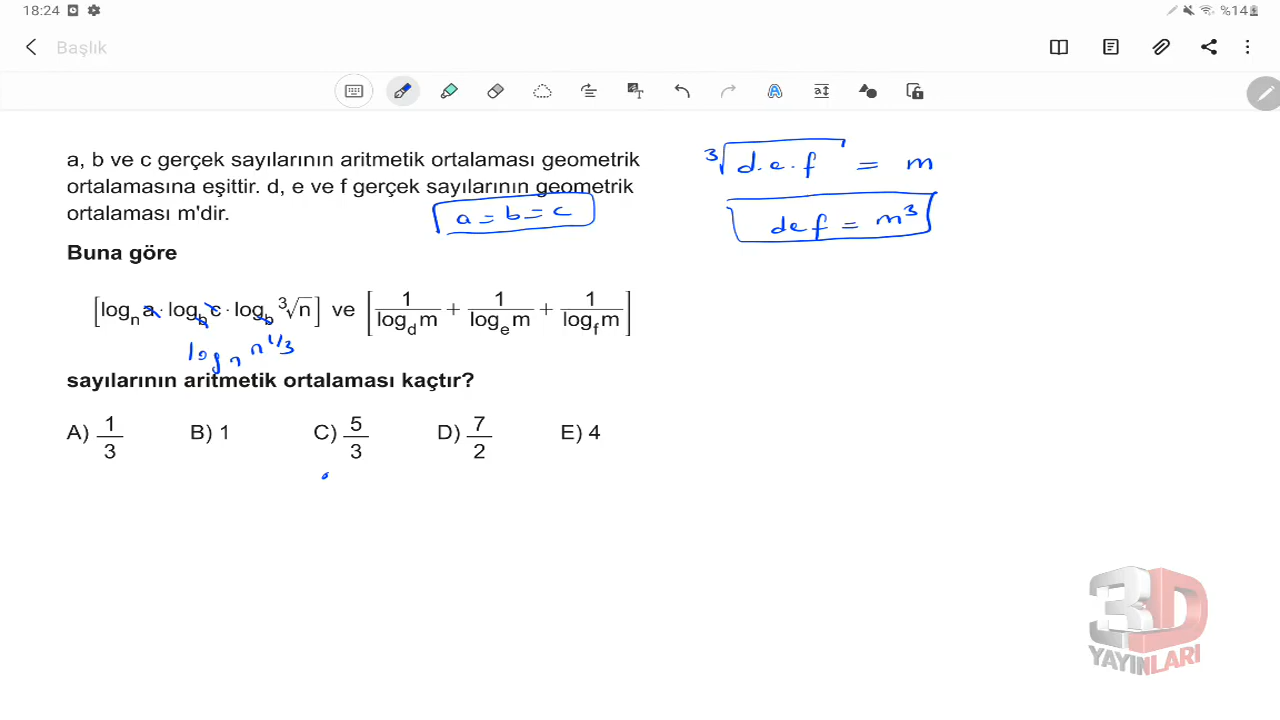 18:24 %14
Başlık
a, b ve c gerçek sayılarının aritmetik ortalaması geometrik
ortalamasına eşittir. d, e ve f gerçek sayılarının geometrik
ortalaması m'dir.
a = b = c
∛d.e.f = m
def = m³
Buna göre
[logₙ a · log_b c · log_b ∛n] ve [1/log_d m + 1/log_e m + 1/log_f m]
logₙ n^1/3
sayılarının aritmetik ortalaması kaçtır?
A) 1/3 B) 1 C) 5/3 D) 7/2 E) 4
3D
YAYINLARI